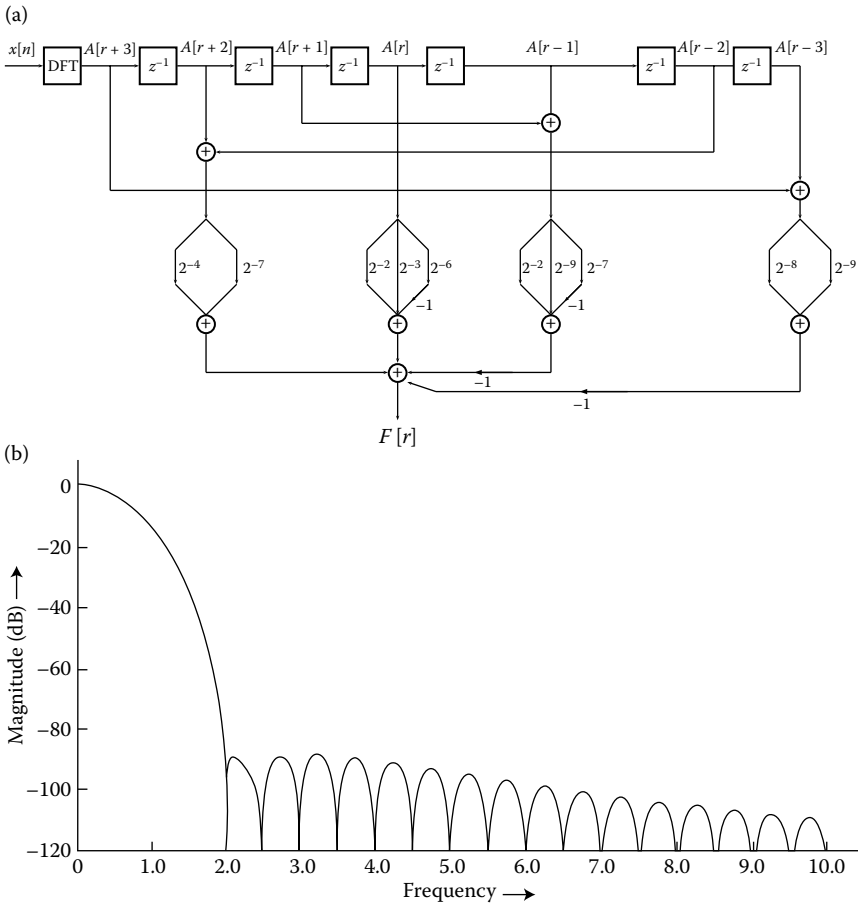 (a)
x[n] A[r + 3] A[r + 2] A[r + 1] A[r] A[r − 1] A[r − 2] A[r − 3]
DFT z⁻¹ z⁻¹ z⁻¹ z⁻¹ z⁻¹ z⁻¹
+
+
+
2⁻⁴ 2⁻⁷ 2⁻² 2⁻³ 2⁻⁶ 2⁻² 2⁻⁹ 2⁻⁷ 2⁻⁸ 2⁻⁹
−1 −1
+ + + +
+
−1
−1
F [r]
(b)
0
−20
−40
−60
−80
−100
−120
Magnitude (dB)
0 1.0 2.0 3.0 4.0 5.0 6.0 7.0 8.0 9.0 10.0
Frequency